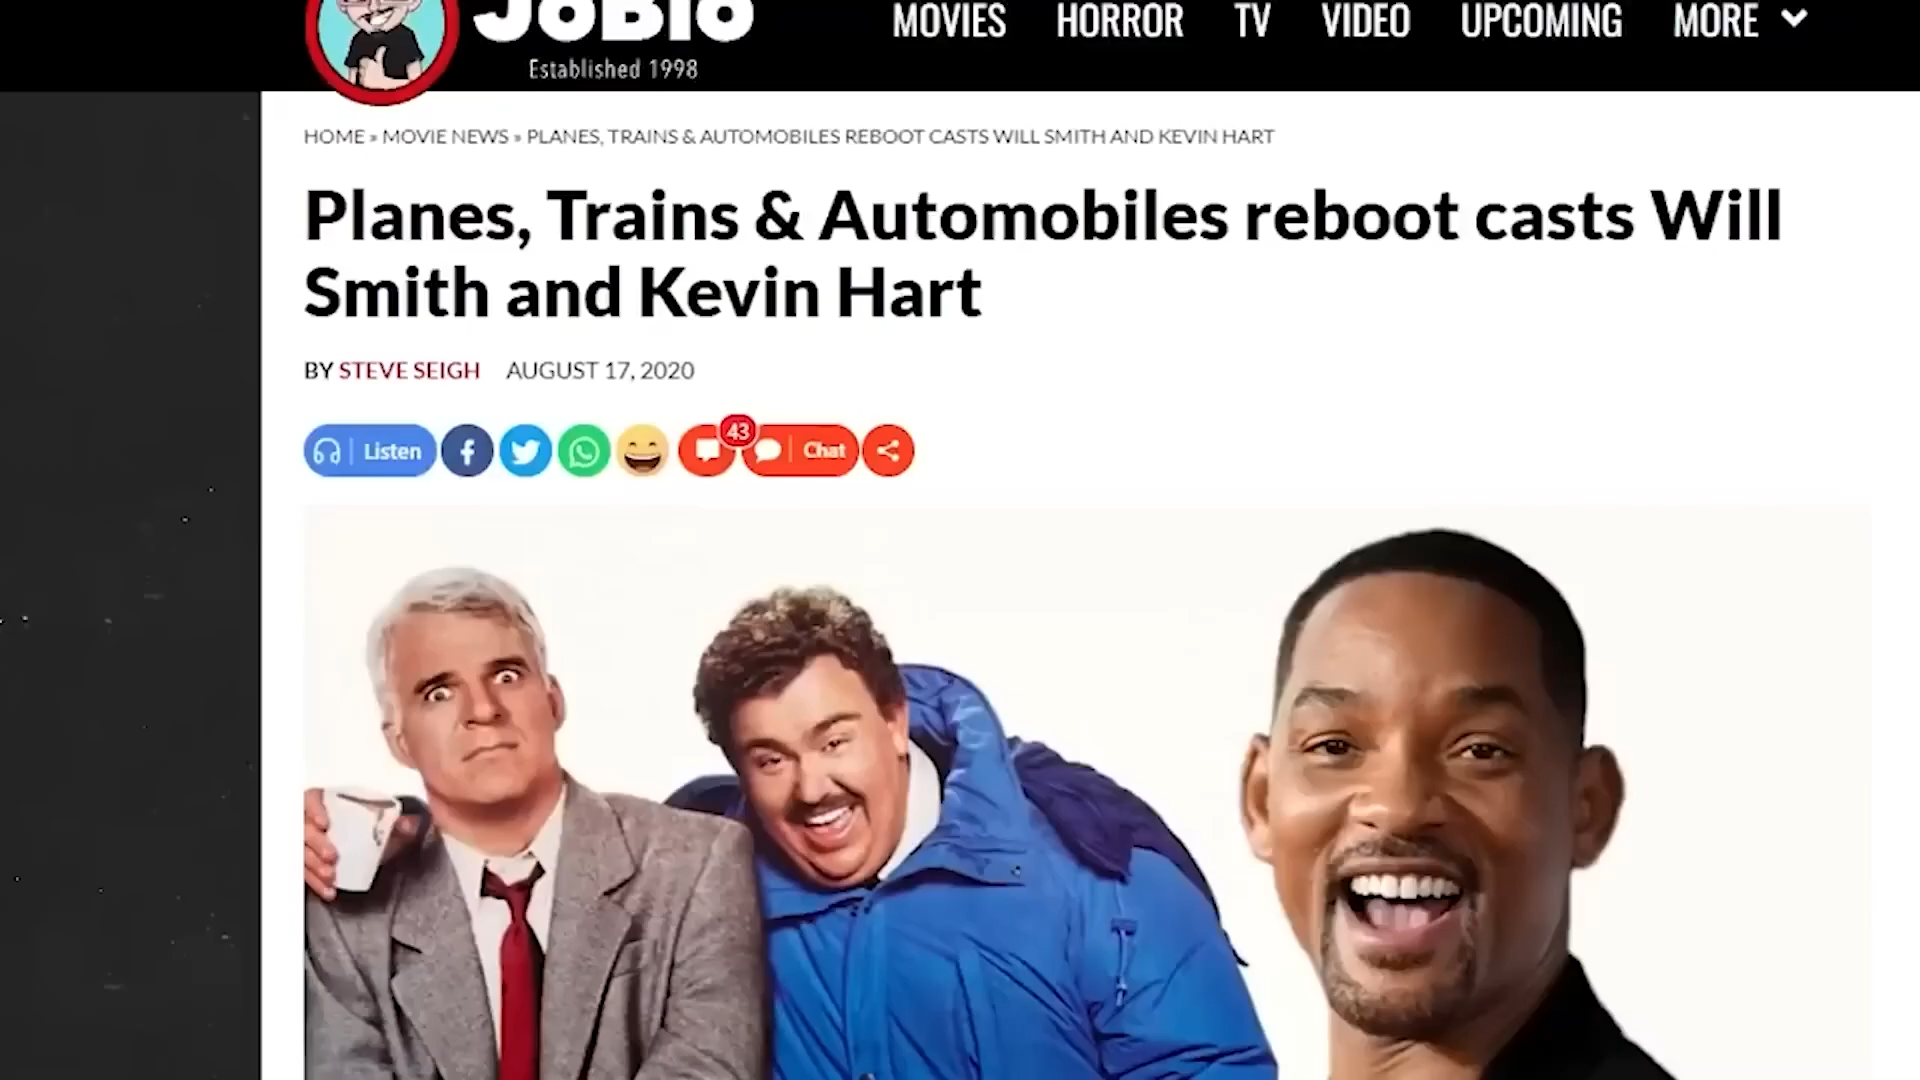 JoBlo
MOVIES HORROR TV VIDEO UPCOMING MORE
Established 1998
HOME » MOVIE NEWS » PLANES, TRAINS & AUTOMOBILES REBOOT CASTS WILL SMITH AND KEVIN HART
Planes, Trains & Automobiles reboot casts Will
Smith and Kevin Hart
BY STEVE SEIGH AUGUST 17, 2020
Listen 43 Chat